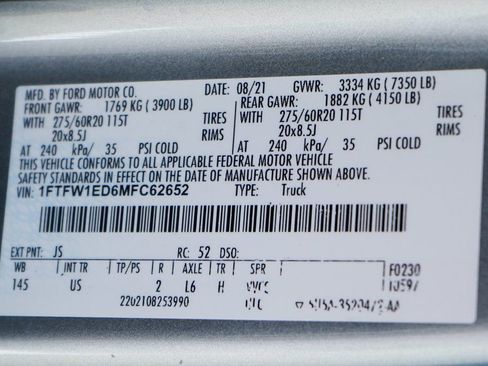 MFD. BY FORD MOTOR CO. DATE: 08/21 GVWR: 3334 KG ( 7350 LB)
FRONT GAWR: 1769 KG ( 3900 LB) REAR GAWR: 1882 KG ( 4150 LB)
WITH 275/60R20 115T TIRES WITH 275/60R20 115T TIRES
20x8.5J RIMS 20x8.5J RIMS
AT 240 kPa/ 35 PSI COLD AT 240 kPa/ 35 PSI COLD
THIS VEHICLE CONFORMS TO ALL APPLICABLE FEDERAL MOTOR VEHICLE
SAFETY STANDARDS IN EFFECT ON THE DATE OF MANUFACTURE SHOWN ABOVE.
VIN: 1FTFW1ED6MFC62652 TYPE: Truck
EXT PNT: JS RC: 52 DSO:
WB INT TR TP/PS R AXLE TR SPR F0230
145 US 2 L6 H
2202108253990